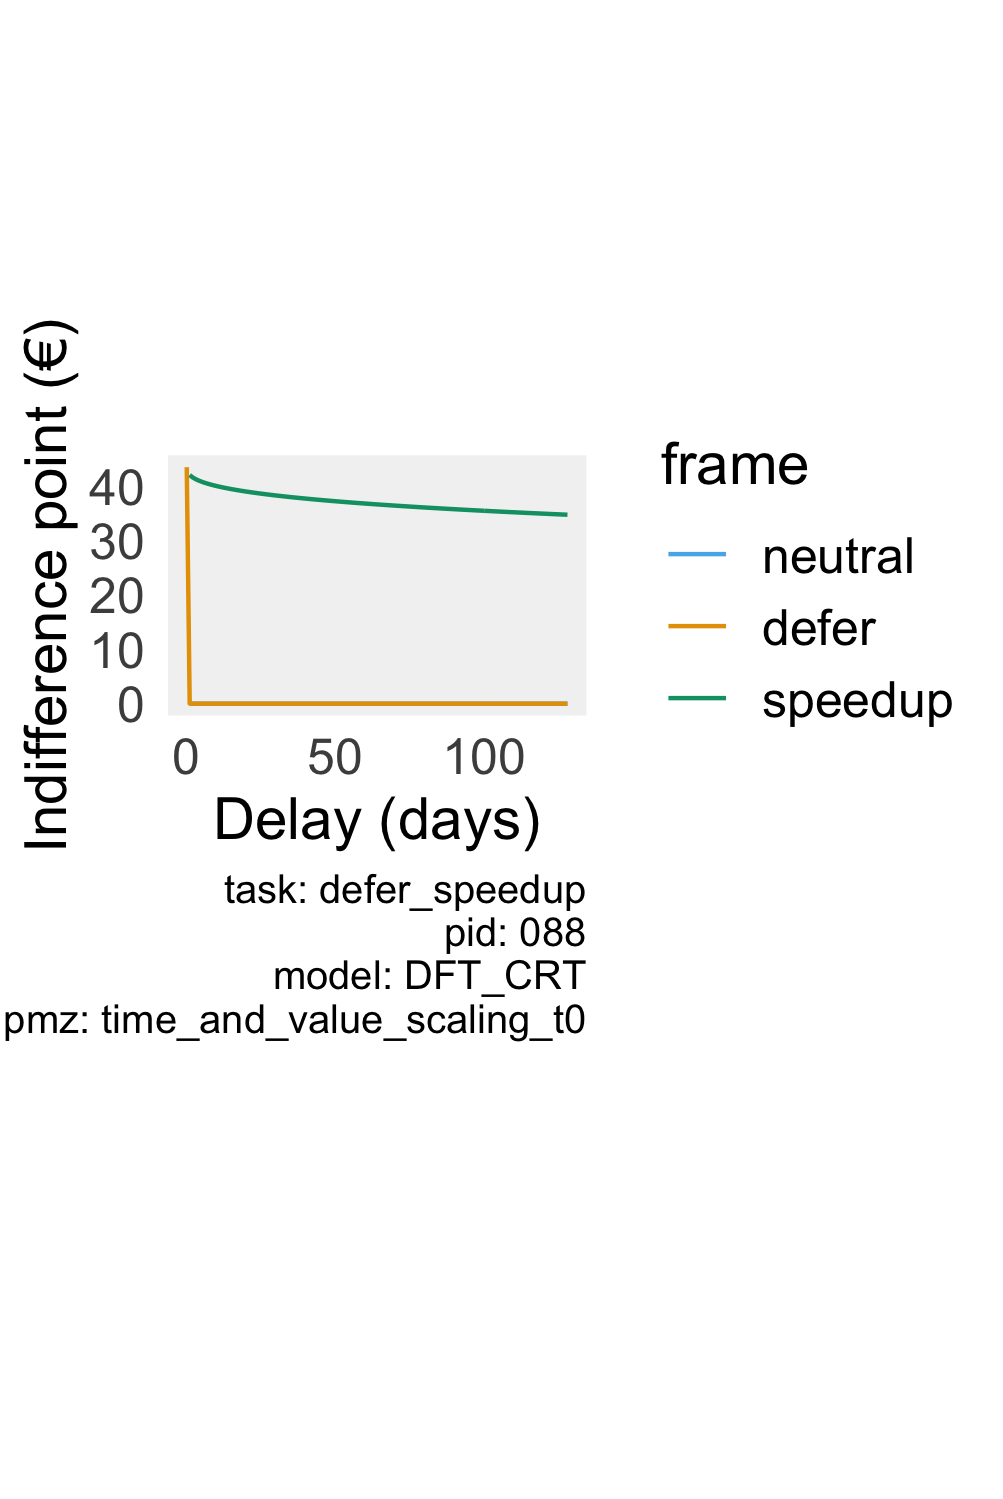 Indifference point (€)
40
30
20
10
0
0 50 100
Delay (days)
frame
neutral
defer
speedup
task: defer_speedup
pid: 088
model: DFT_CRT
pmz: time_and_value_scaling_t0